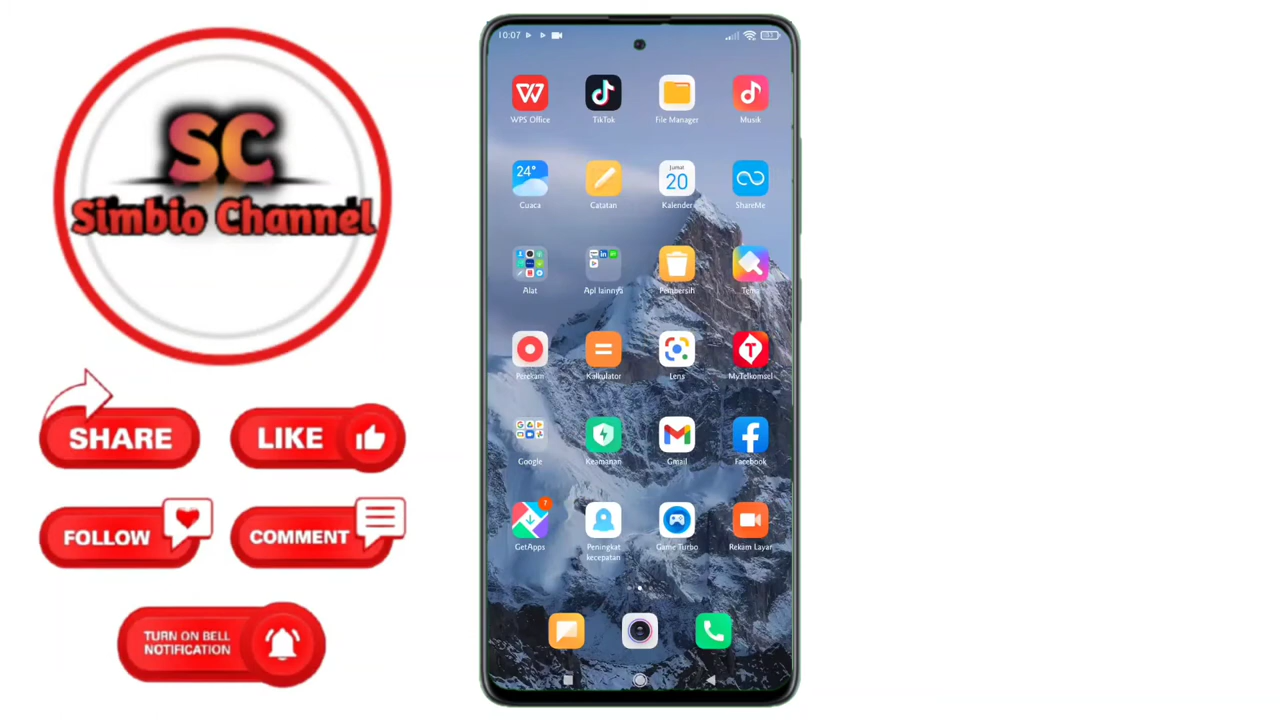 SC
Simbio Channel
SHARE
LIKE
FOLLOW
COMMENT
TURN ON BELL
NOTIFICATION
10:07
WPS Office
TikTok
File Manager
Musik
24°
Jumat
20
Cuaca
Catatan
Kalender
ShareMe
Alat
Apl lainnya
Pembersih
Tema
Perekam
Kalkulator
Lens
MyTelkomsel
Google
Keamanan
Gmail
Facebook
7
GetApps
Peningkat
kecepatan
Game Turbo
Rekam Layar